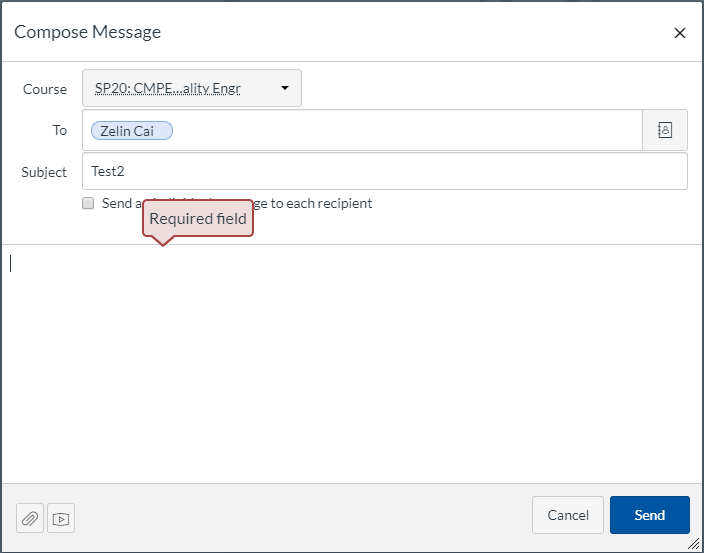 Compose Message
Course SP20: CMPE...ality Engr
To Zelin Cai
Subject Test2
Send a ge to each recipient
Required field
Cancel Send